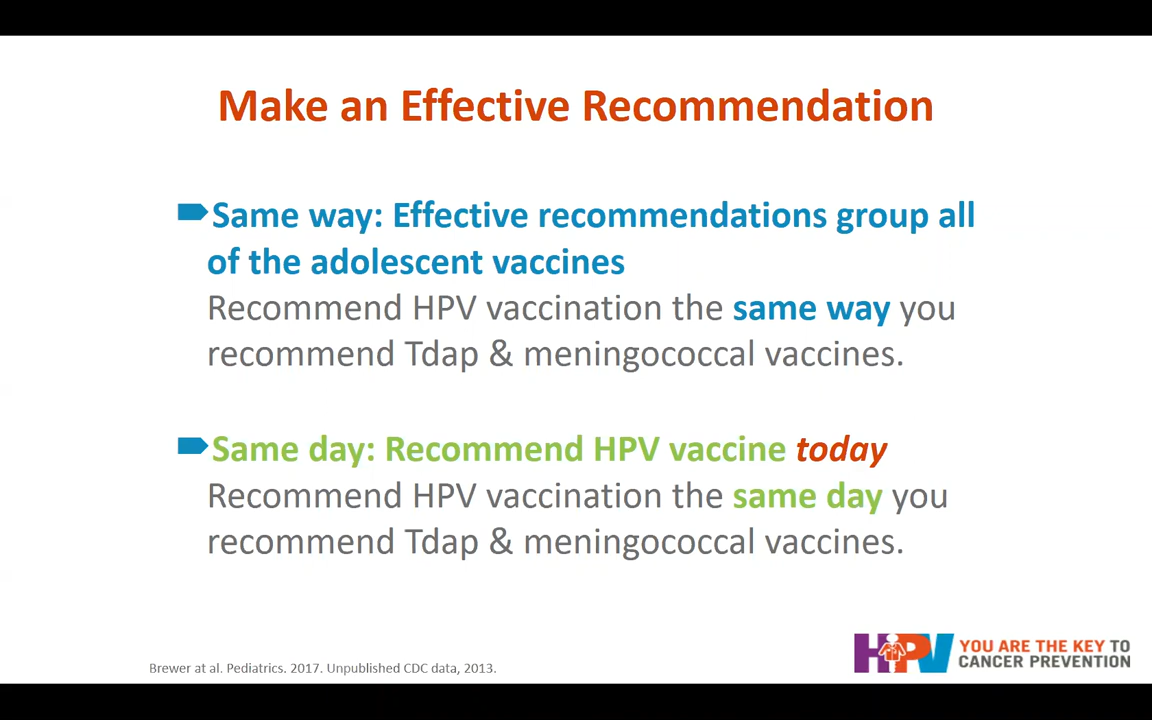 Make an Effective Recommendation
Same way: Effective recommendations group all
of the adolescent vaccines
Recommend HPV vaccination the same way you
recommend Tdap & meningococcal vaccines.
Same day: Recommend HPV vaccine today
Recommend HPV vaccination the same day you
recommend Tdap & meningococcal vaccines.
Brewer at al. Pediatrics. 2017. Unpublished CDC data, 2013.
HPV
YOU ARE THE KEY TO
CANCER PREVENTION